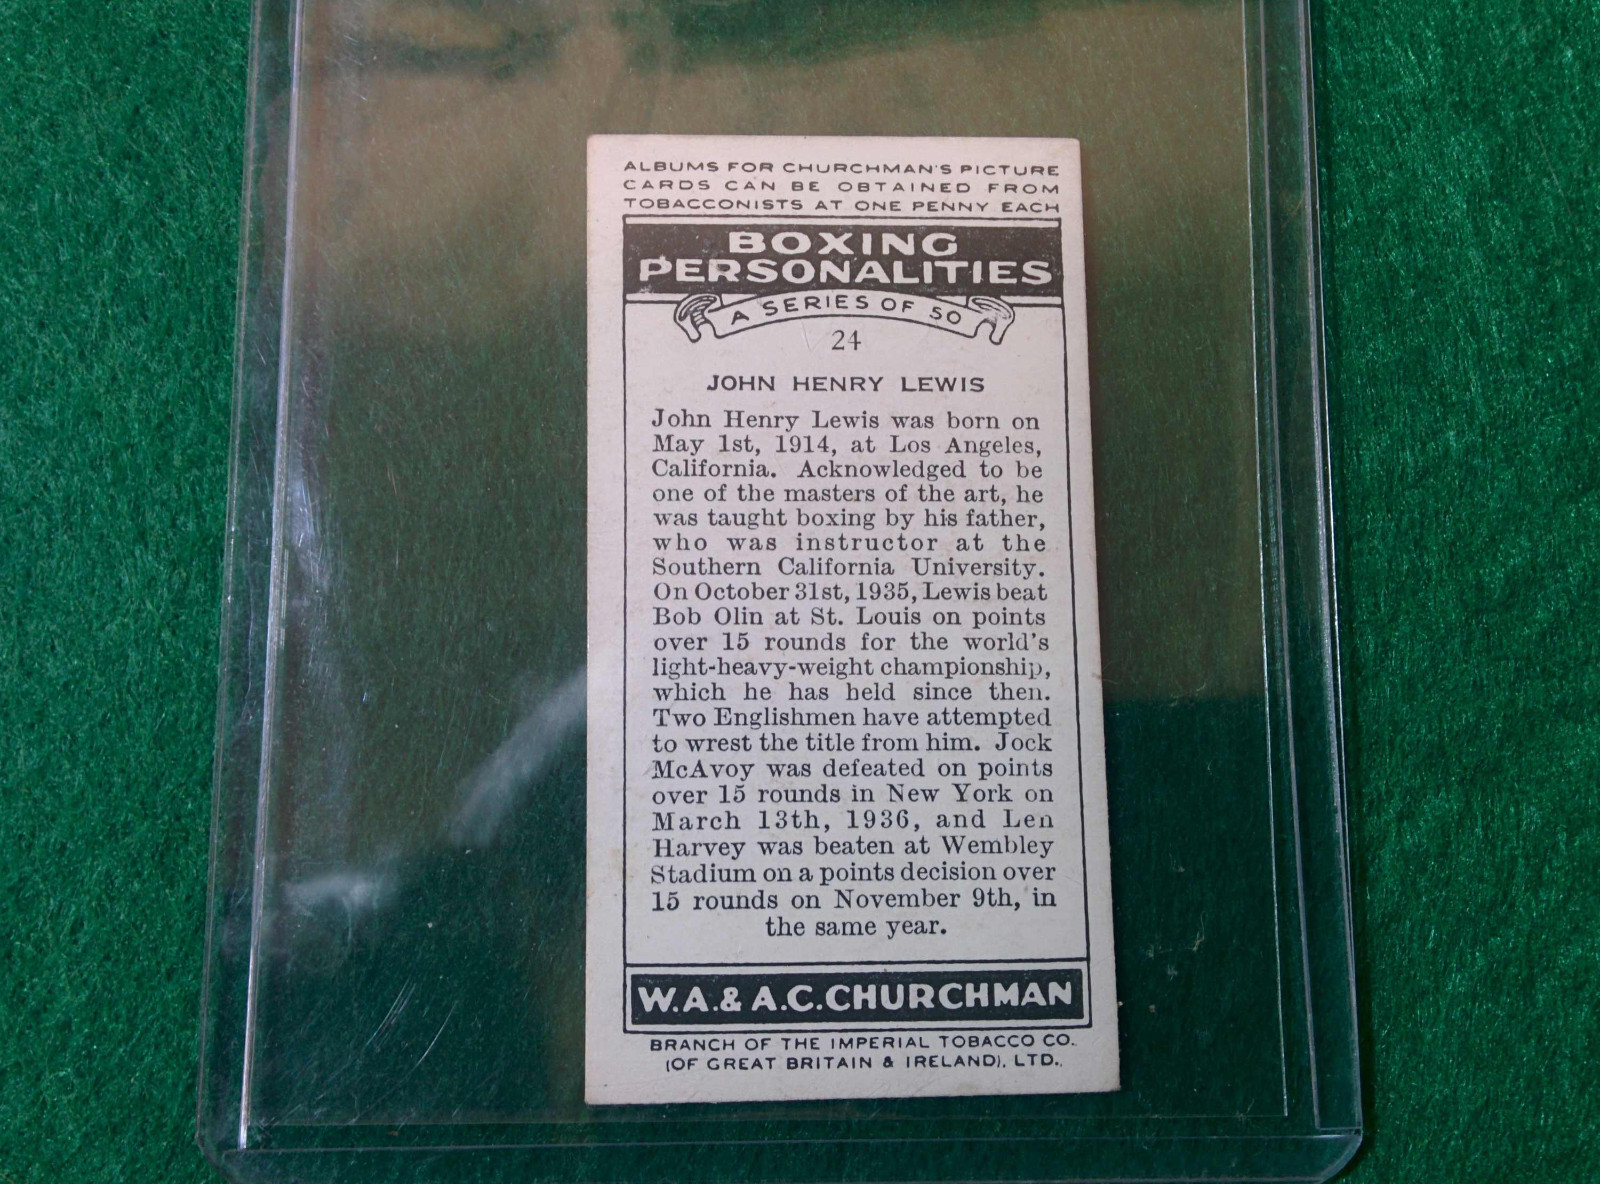 ALBUMS FOR CHURCHMAN'S PICTURE
CARDS CAN BE OBTAINED FROM
TOBACCONISTS AT ONE PENNY EACH
BOXING
PERSONALITIES
A SERIES OF 50
24
JOHN HENRY LEWIS
John Henry Lewis was born on
May 1st, 1914, at Los Angeles,
California. Acknowledged to be
one of the masters of the art, he
was taught boxing by his father,
who was instructor at the
Southern California University.
On October 31st, 1935, Lewis beat
Bob Olin at St. Louis on points
over 15 rounds for the world's
light-heavy-weight championship,
which he has held since then.
Two Englishmen have attempted
to wrest the title from him. Jock
McAvoy was defeated on points
over 15 rounds in New York on
March 13th, 1936, and Len
Harvey was beaten at Wembley
Stadium on a points decision over
15 rounds on November 9th, in
the same year.
W.A. & A.C. CHURCHMAN
BRANCH OF THE IMPERIAL TOBACCO CO.
(OF GREAT BRITAIN & IRELAND), LTD.